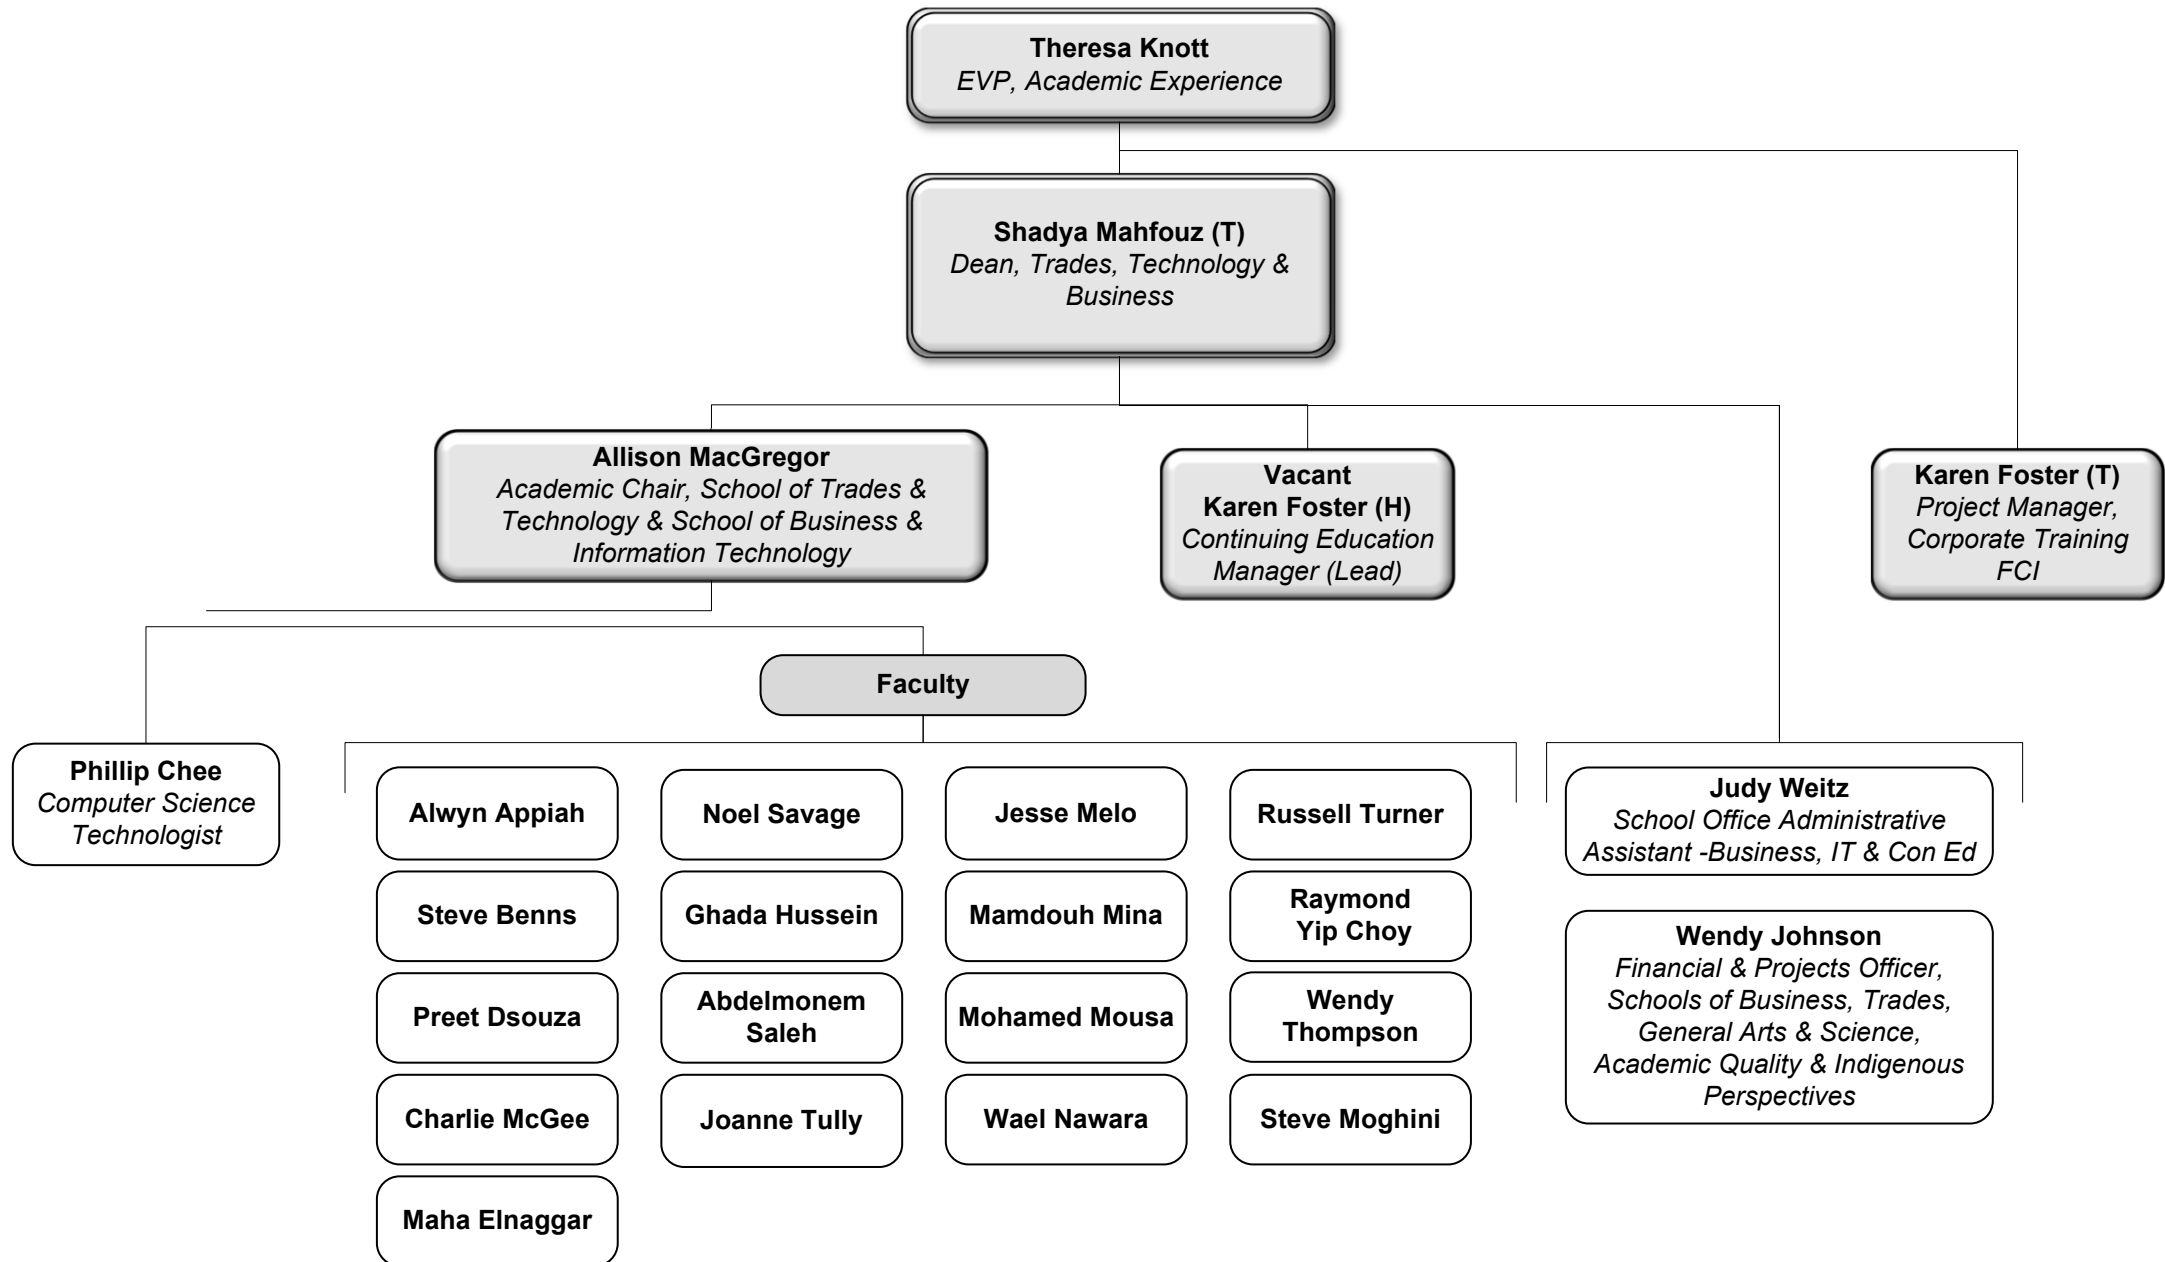 Theresa Knott
EVP, Academic Experience
Shadya Mahfouz (T)
Dean, Trades, Technology &
Business
Allison MacGregor
Academic Chair, School of Trades &
Technology & School of Business &
Information Technology
Vacant
Karen Foster (H)
Continuing Education
Manager (Lead)
Karen Foster (T)
Project Manager,
Corporate Training
FCI
Faculty
Phillip Chee
Computer Science
Technologist
Alwyn Appiah
Steve Benns
Preet Dsouza
Charlie McGee
Maha Elnaggar
Noel Savage
Ghada Hussein
Abdelmonem
Saleh
Joanne Tully
Jesse Melo
Mamdouh Mina
Mohamed Mousa
Wael Nawara
Russell Turner
Raymond
Yip Choy
Wendy
Thompson
Steve Moghini
Judy Weitz
School Office Administrative
Assistant -Business, IT & Con Ed
Wendy Johnson
Financial & Projects Officer,
Schools of Business, Trades,
General Arts & Science,
Academic Quality & Indigenous
Perspectives